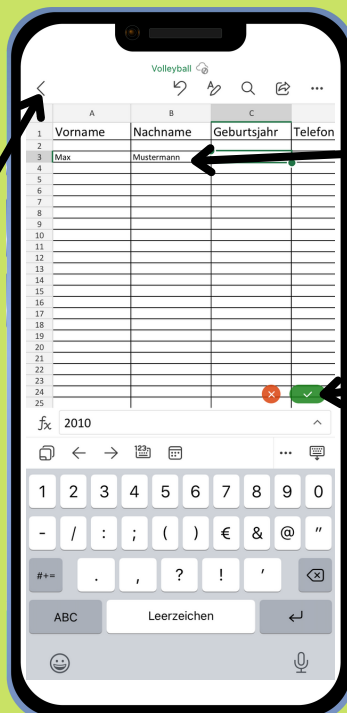 Volleyball
A B C
1 Vorname Nachname Geburtsjahr Telefon
2
3 Max Mustermann
4
5
6
7
8
9
10
11
12
13
14
15
16
17
18
19
20
21
22
23
24
25
fx 2010
123
1 2 3 4 5 6 7 8 9 0
- / : ; ( ) € & @ "
#+= . , ? ! '
ABC Leerzeichen